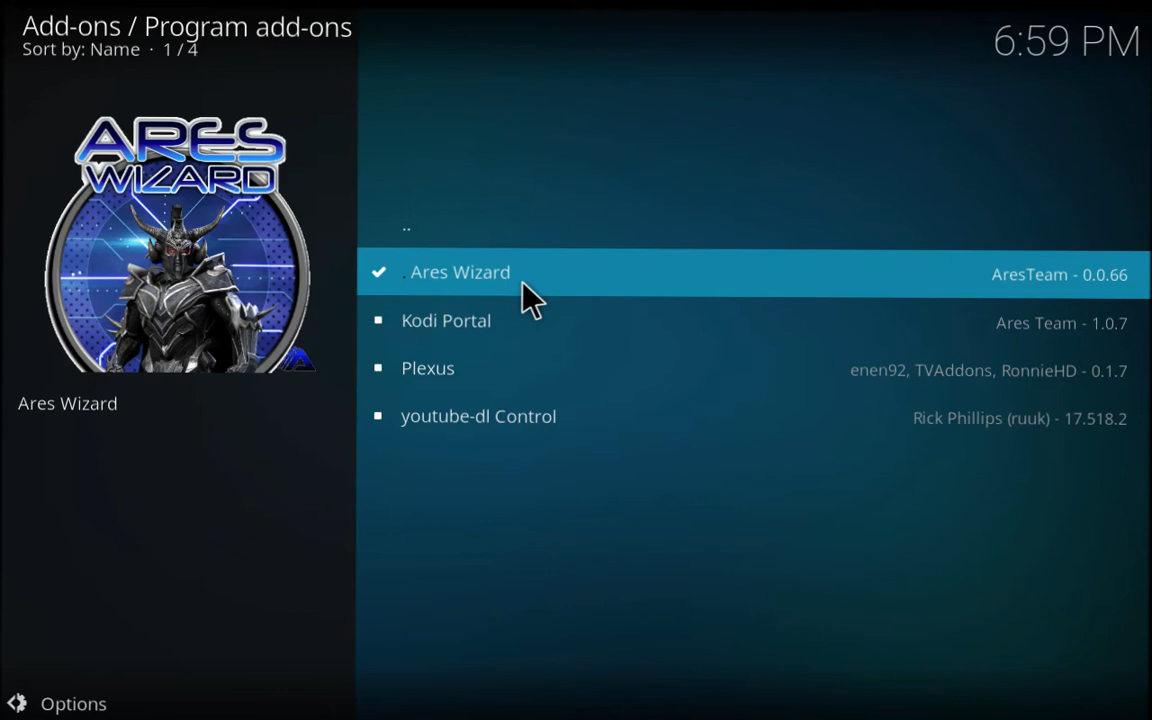 Add-ons / Program add-ons
Sort by: Name · 1 / 4
6:59 PM
ARES
WIZARD
Ares Wizard
..
. Ares Wizard AresTeam - 0.0.66
Kodi Portal Ares Team - 1.0.7
Plexus enen92, TVAddons, RonnieHD - 0.1.7
youtube-dl Control Rick Phillips (ruuk) - 17.518.2
Options